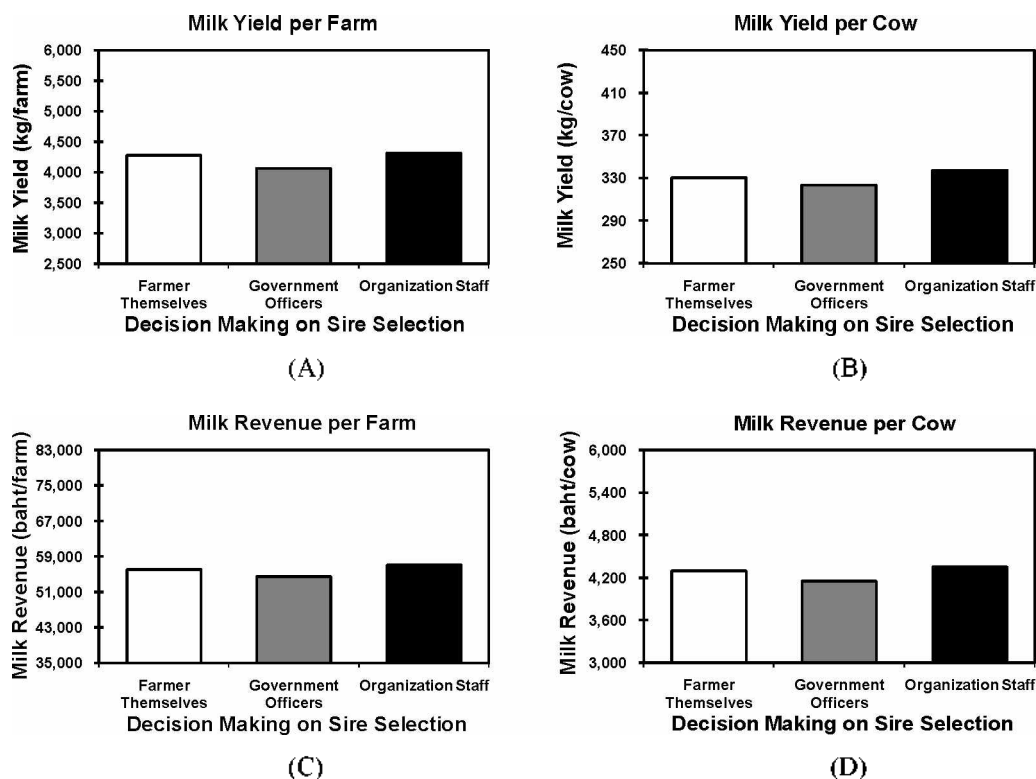 Milk Yield per Farm
Milk Yield (kg/farm)
6,000
5,500
5,000
4,500
4,000
3,500
3,000
2,500
Farmer Themselves
Government Officers
Organization Staff
Decision Making on Sire Selection
(A)
Milk Yield per Cow
Milk Yield (kg/cow)
450
410
370
330
290
250
Farmer Themselves
Government Officers
Organization Staff
Decision Making on Sire Selection
(B)
Milk Revenue per Farm
Milk Revenue (baht/farm)
83,000
75,000
67,000
59,000
51,000
43,000
35,000
Farmer Themselves
Government Officers
Organization Staff
Decision Making on Sire Selection
(C)
Milk Revenue per Cow
Milk Revenue (baht/cow)
6,000
5,400
4,800
4,200
3,600
3,000
Farmer Themselves
Government Officers
Organization Staff
Decision Making on Sire Selection
(D)